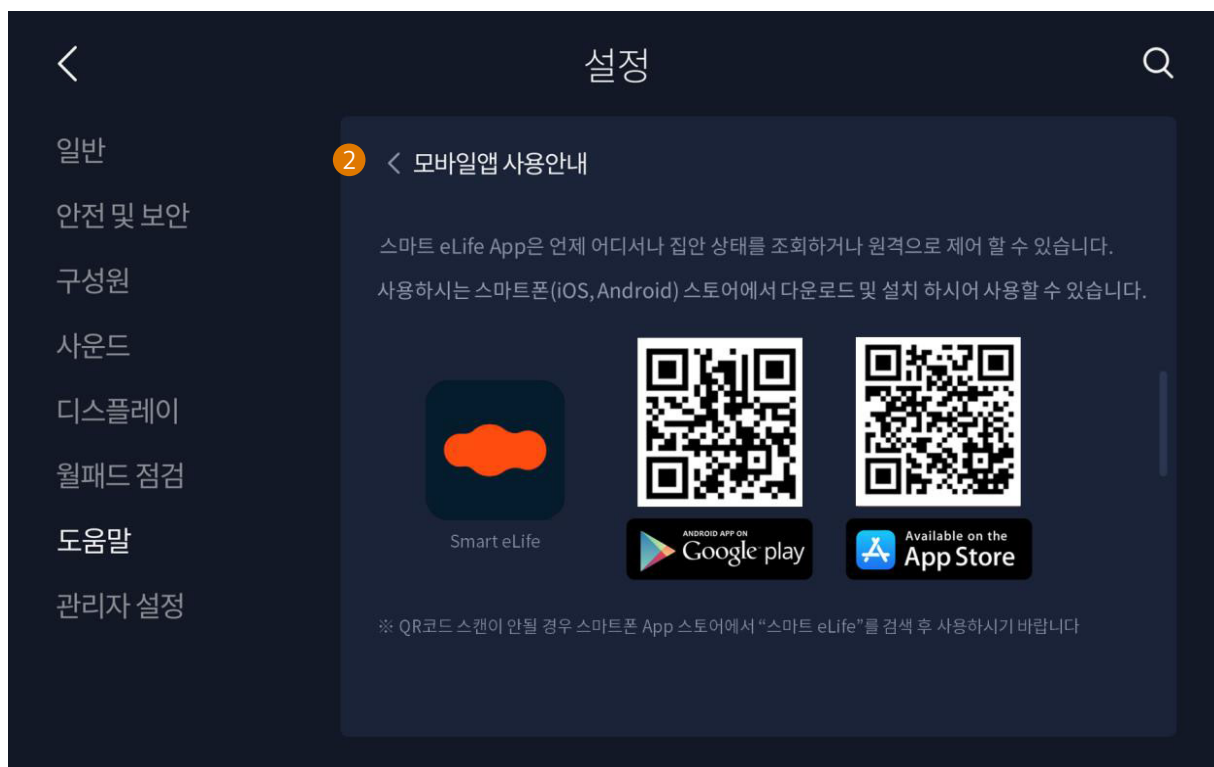 설정
일반
안전 및 보안
구성원
사운드
디스플레이
월패드 점검
도움말
관리자 설정
2
모바일앱 사용안내
스마트 eLife App은 언제 어디서나 집안 상태를 조회하거나 원격으로 제어 할 수 있습니다.
사용하시는 스마트폰(iOS, Android) 스토어에서 다운로드 및 설치 하시어 사용할 수 있습니다.
Smart eLife
ANDROID APP ON
Google play
Available on the
App Store
※ QR코드 스캔이 안될 경우 스마트폰 App 스토어에서 “스마트 eLife”를 검색 후 사용하시기 바랍니다